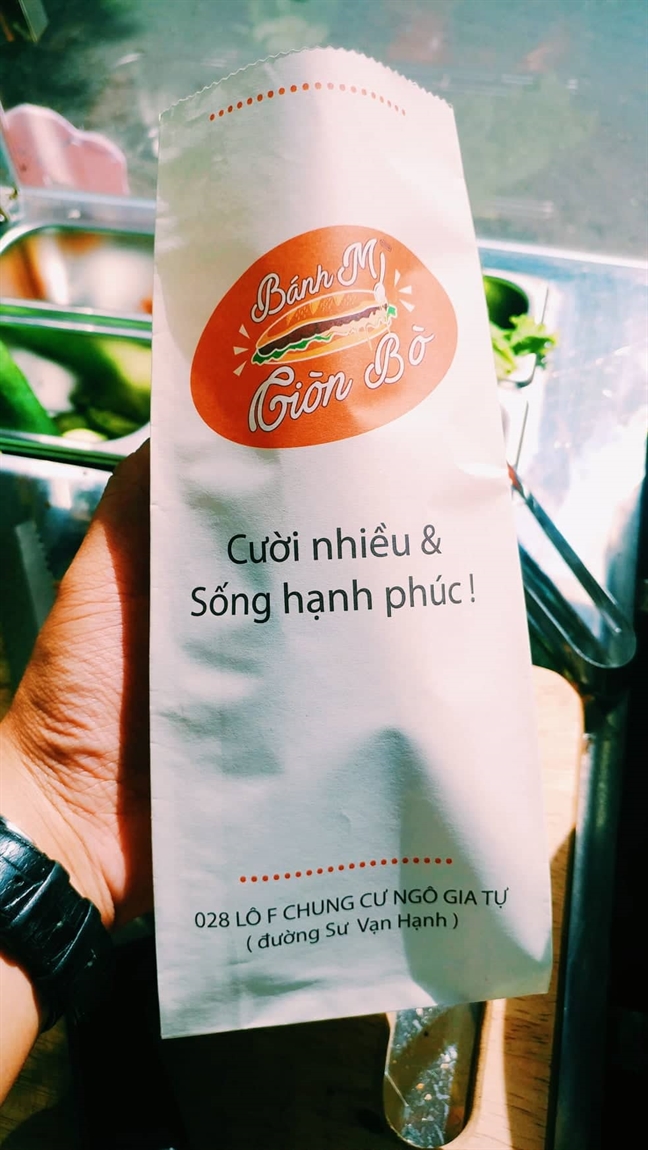 Bánh Mì
Giòn Bò
Cười nhiều &
Sống hạnh phúc!
028 LÔ F CHUNG CƯ NGÔ GIA TỰ
( đường Sư Vạn Hạnh )